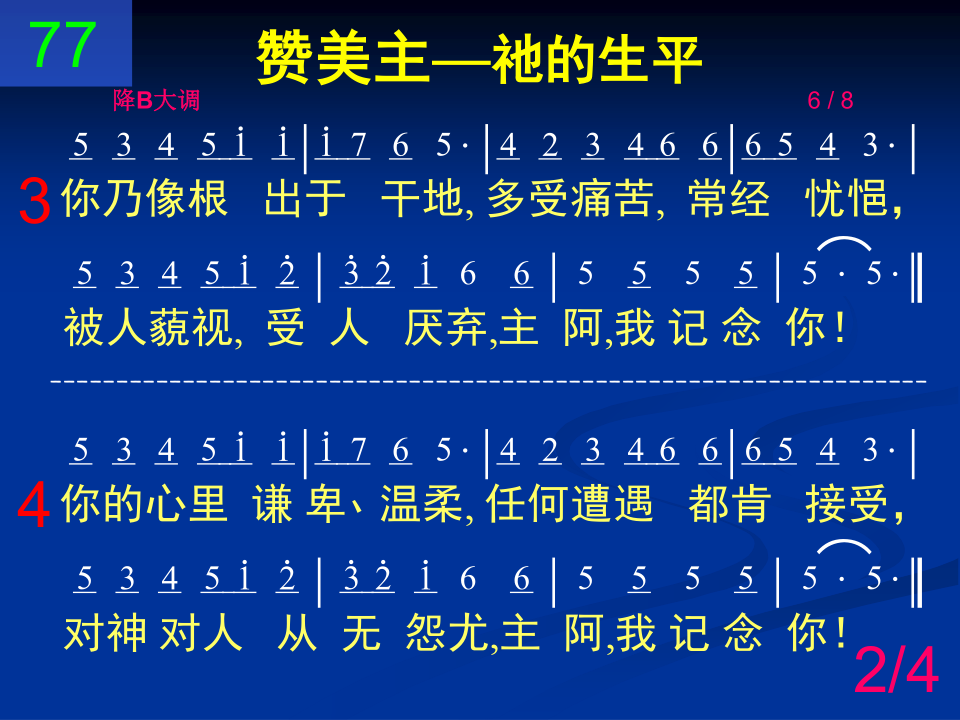 77
赞美主—祂的生平
降B大调 6 / 8
5 3 4 5 i i | i 7 6 5 · | 4 2 3 4 6 6 | 6 5 4 3 · |
3 你乃像根 出于 干地, 多受痛苦, 常经 忧悒，
5 3 4 5 i 2̇ | 3̇ 2̇ i 6 6 | 5 5 5 5 | 5 · 5 · ‖
被人藐视, 受 人 厌弃,主 阿,我 记 念 你！
5 3 4 5 i i | i 7 6 5 · | 4 2 3 4 6 6 | 6 5 4 3 · |
4 你的心里 谦 卑、温柔, 任何遭遇 都肯 接受，
5 3 4 5 i 2̇ | 3̇ 2̇ i 6 6 | 5 5 5 5 | 5 · 5 · ‖
对神 对人 从 无 怨尤,主 阿,我 记 念 你！
2/4